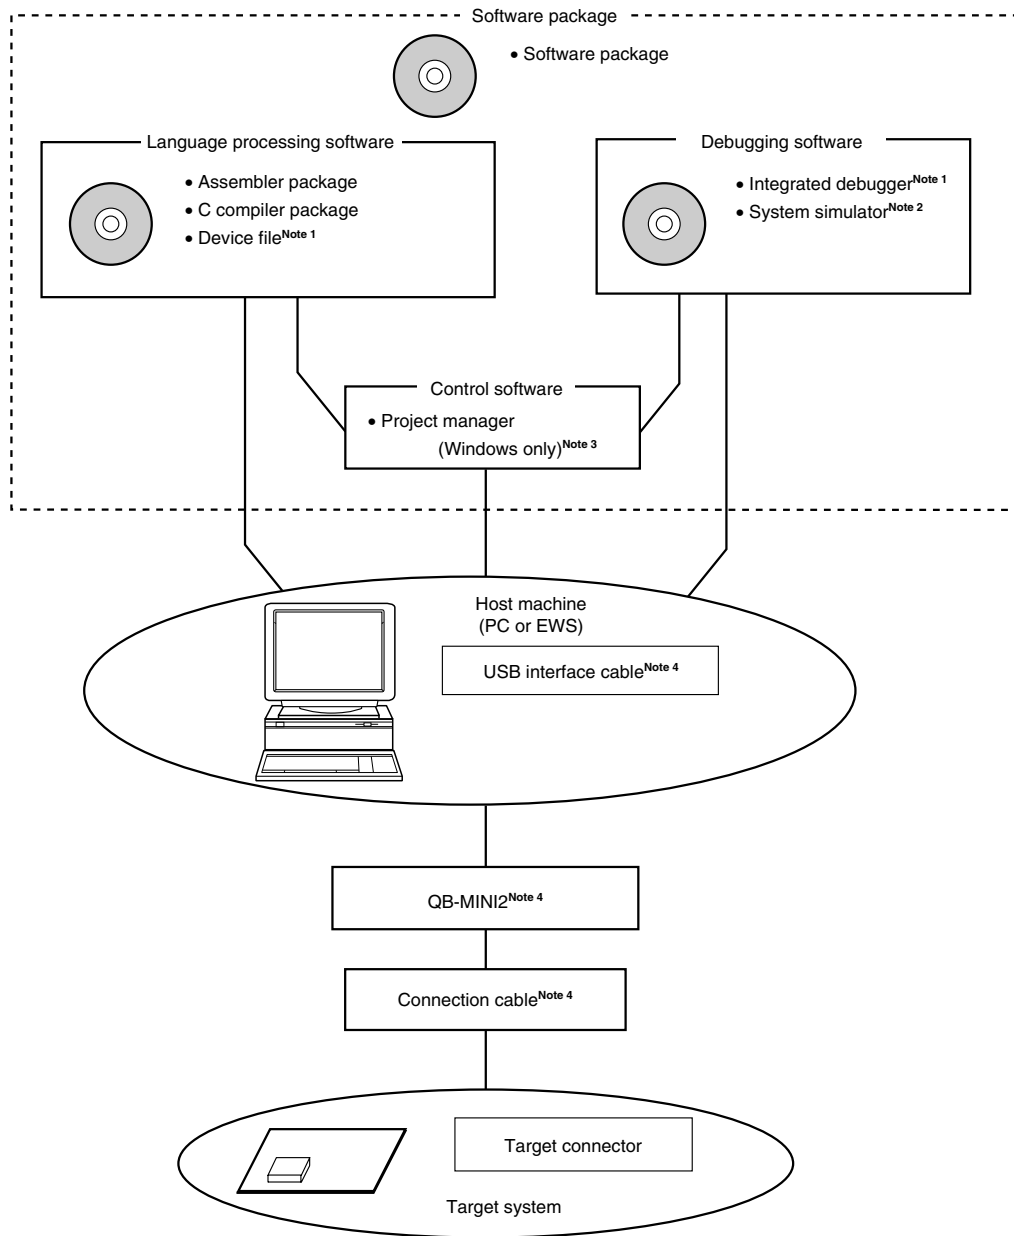 Software package
• Software package
Language processing software
• Assembler package
• C compiler package
• Device fileNote 1
Debugging software
• Integrated debuggerNote 1
• System simulatorNote 2
Control software
• Project manager
(Windows only)Note 3
Host machine
(PC or EWS)
USB interface cableNote 4
QB-MINI2Note 4
Connection cableNote 4
Target connector
Target system